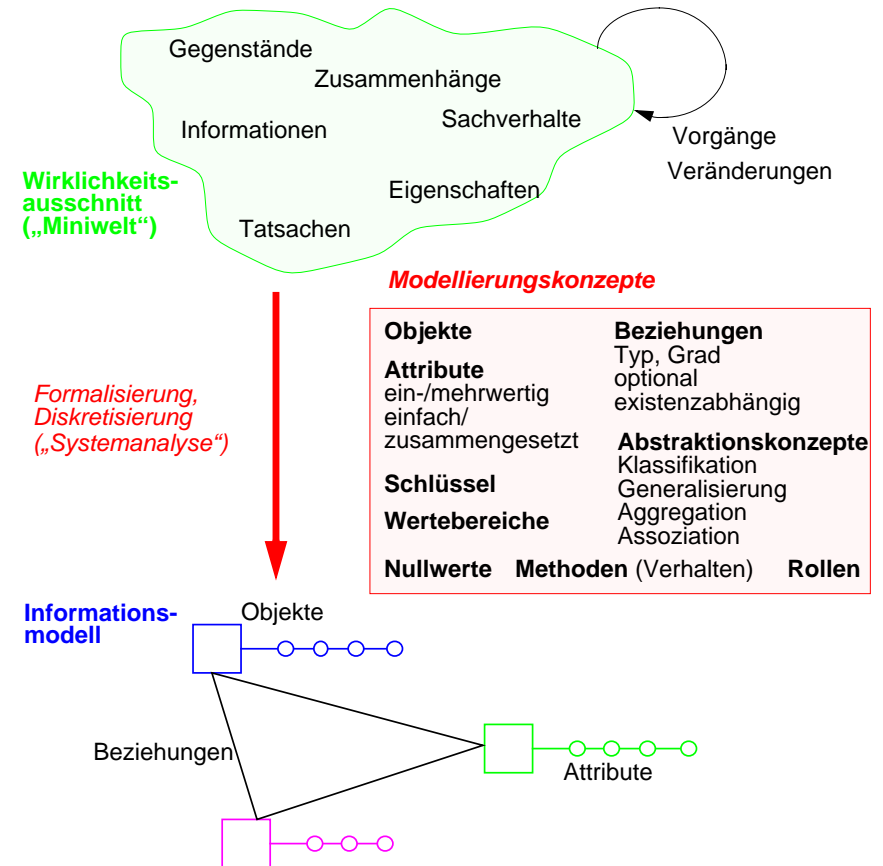 Gegenstände
Zusammenhänge
Informationen
Sachverhalte
Vorgänge
Veränderungen
Eigenschaften
Tatsachen
Wirklichkeits-
ausschnitt
(„Miniwelt“)
Modellierungskonzepte
Formalisierung,
Diskretisierung
(„Systemanalyse“)
Objekte
Attribute
ein-/mehrwertig
einfach/
zusammengesetzt
Schlüssel
Wertebereiche
Beziehungen
Typ, Grad
optional
existenzabhängig
Abstraktionskonzepte
Klassifikation
Generalisierung
Aggregation
Assoziation
Nullwerte Methoden (Verhalten) Rollen
Informations-
modell
Objekte
Beziehungen
Attribute